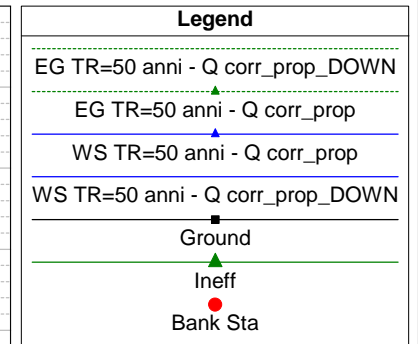 Legend
EG TR=50 anni - Q corr_prop_DOWN
EG TR=50 anni - Q corr_prop
WS TR=50 anni - Q corr_prop
WS TR=50 anni - Q corr_prop_DOWN
Ground
Ineff
Bank Sta